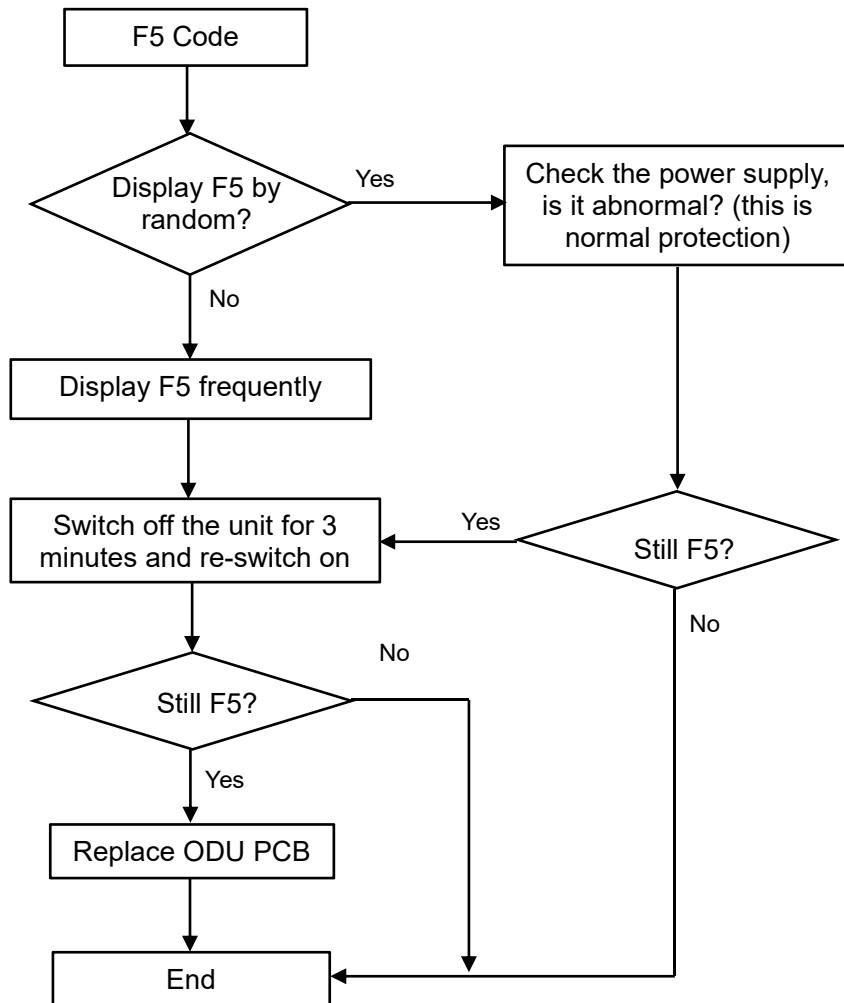 F5 Code
Display F5 by
random?
Yes
Check the power supply,
is it abnormal? (this is
normal protection)
No
Display F5 frequently
Switch off the unit for 3
minutes and re-switch on
Yes
Still F5?
No
Still F5?
No
Yes
Replace ODU PCB
End